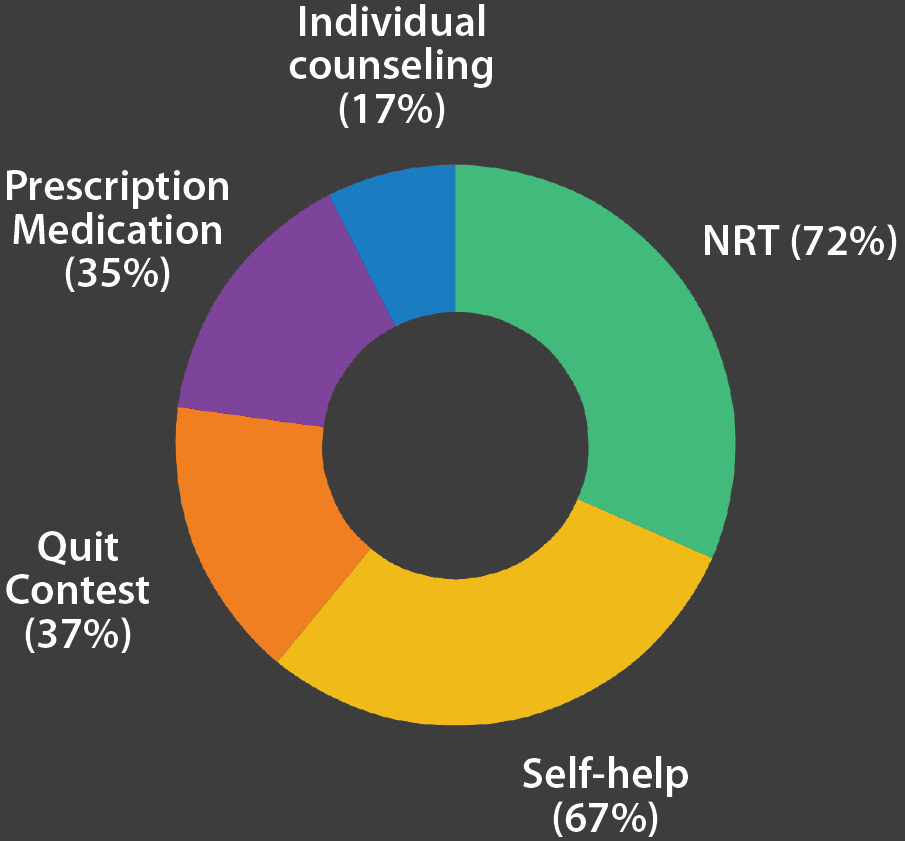 Individual
counseling
(17%)
Prescription
Medication
(35%)
NRT (72%)
Quit
Contest
(37%)
Self-help
(67%)